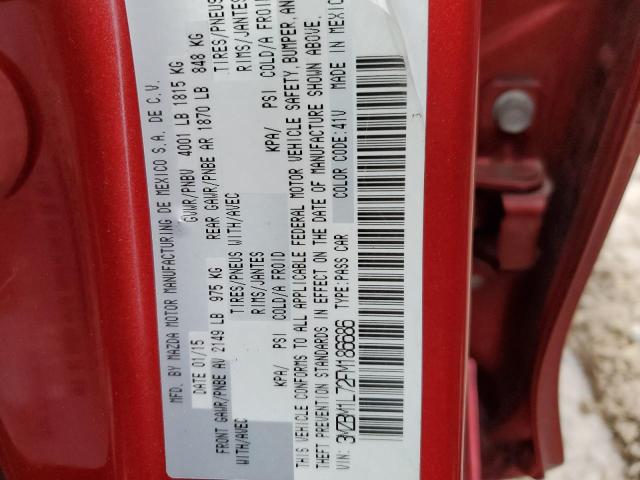 MFD. BY MAZDA MOTOR MANUFACTURING DE MEXICO S.A. DE C.V.
DATE 01/15 GVWR/PNBV 4001 LB 1815 KG
FRONT GAWR/PNBE AV 2149 LB 975 KG REAR GAWR/PNBE AR 1870 LB 848 KG
WITH/AVEC TIRES/PNEUS WITH/AVEC TIRES/PNEUS
RIMS/JANTES RIMS/JANTES
KPA/ PSI COLD/A FROID KPA/ PSI COLD/A FROID
THIS VEHICLE CONFORMS TO ALL APPLICABLE FEDERAL MOTOR VEHICLE SAFETY, BUMPER, AN
THEFT PREVENTION STANDARDS IN EFFECT ON THE DATE OF MANUFACTURE SHOWN ABOVE.
VIN: 3MZBM1L72FM186686 TYPE:PASS CAR COLOR CODE:41V MADE IN MEXIC
3